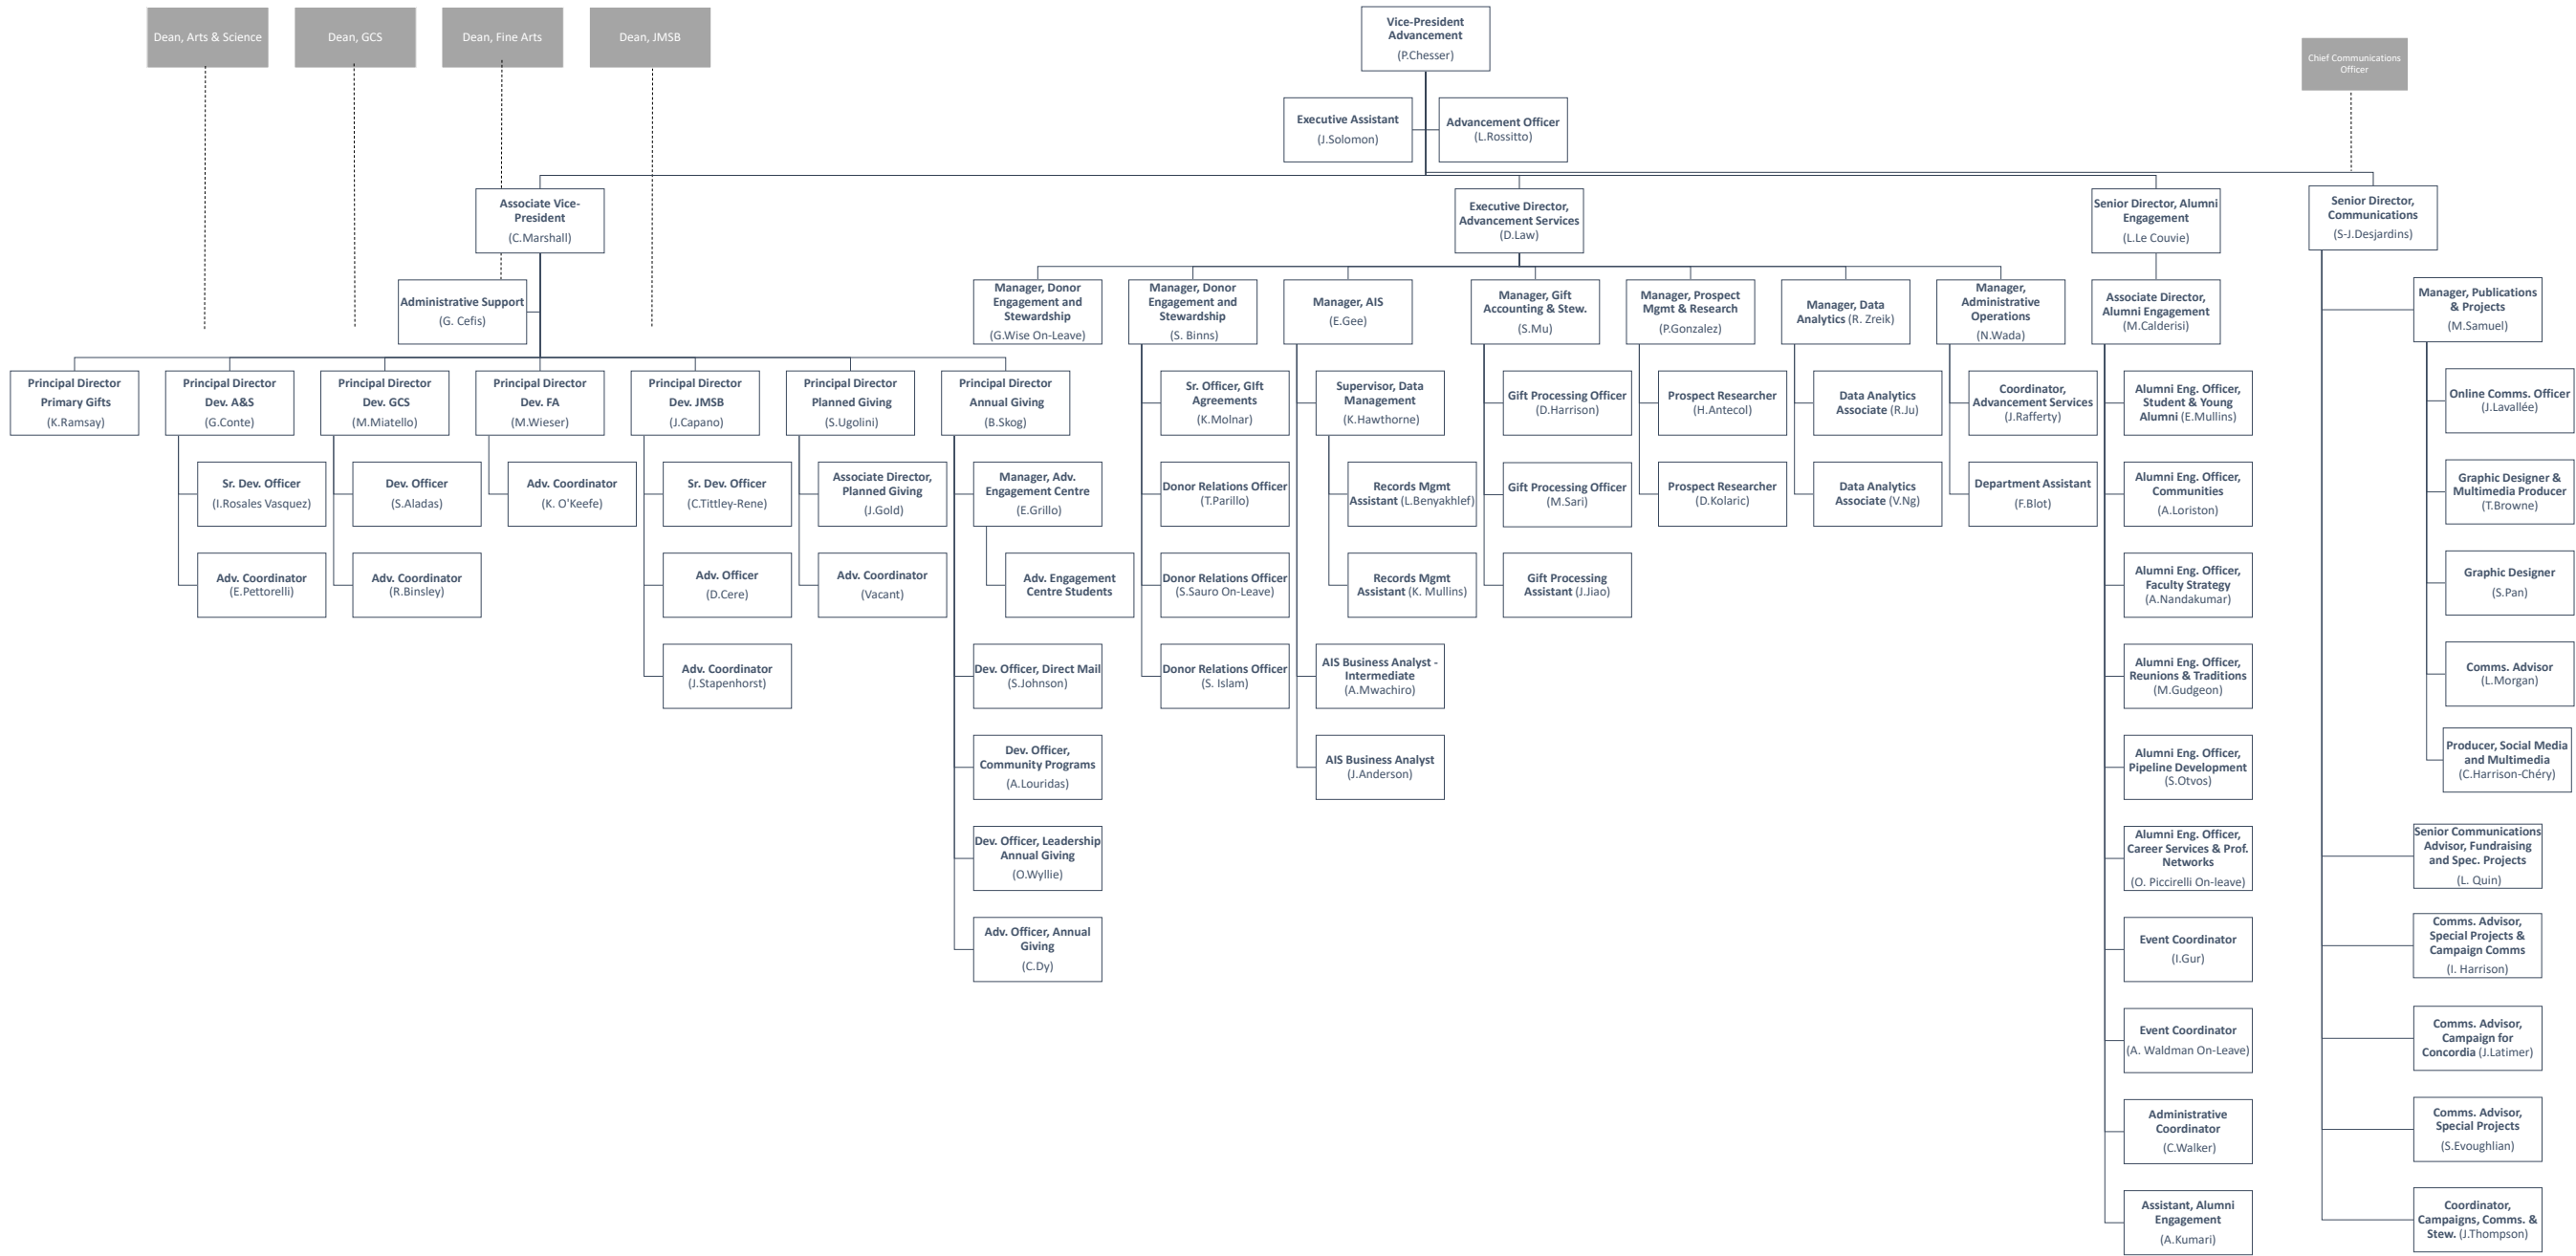 Dean, Arts & Science
Dean, GCS
Dean, Fine Arts
Dean, JMSB
Vice-President
Advancement
(P.Chesser)
Chief Communications
Officer
Executive Assistant
(J.Solomon)
Advancement Officer
(L.Rossitto)
Associate Vice-
President
(C.Marshall)
Executive Director,
Advancement Services
(D.Law)
Senior Director, Alumni
Engagement
(L.Le Couvie)
Senior Director,
Communications
(S-J.Desjardins)
Administrative Support
(G. Cefis)
Principal Director
Primary Gifts
(K.Ramsay)
Principal Director
Dev. A&S
(G.Conte)
Sr. Dev. Officer
(I.Rosales Vasquez)
Adv. Coordinator
(E.Pettorelli)
Principal Director
Dev. GCS
(M.Miatello)
Dev. Officer
(S.Aladas)
Adv. Coordinator
(R.Binsley)
Principal Director
Dev. FA
(M.Wieser)
Adv. Coordinator
(K. O'Keefe)
Principal Director
Dev. JMSB
(J.Capano)
Sr. Dev. Officer
(C.Tittley-Rene)
Adv. Officer
(D.Cere)
Adv. Coordinator
(J.Stapenhorst)
Principal Director
Planned Giving
(S.Ugolini)
Associate Director,
Planned Giving
(J.Gold)
Adv. Coordinator
(Vacant)
Principal Director
Annual Giving
(B.Skog)
Manager, Adv.
Engagement Centre
(E.Grillo)
Adv. Engagement
Centre Students
Dev. Officer, Direct Mail
(S.Johnson)
Dev. Officer,
Community Programs
(A.Louridas)
Dev. Officer, Leadership
Annual Giving
(O.Wyllie)
Adv. Officer, Annual
Giving
(C.Dy)
Manager, Donor
Engagement and
Stewardship
(G.Wise On-Leave)
Manager, Donor
Engagement and
Stewardship
(S. Binns)
Sr. Officer, GIft
Agreements
(K.Molnar)
Donor Relations Officer
(T.Parillo)
Donor Relations Officer
(S.Sauro On-Leave)
Donor Relations Officer
(S. Islam)
Manager, AIS
(E.Gee)
Supervisor, Data
Management
(K.Hawthorne)
Records Mgmt
Assistant (L.Benyakhlef)
Records Mgmt
Assistant (K. Mullins)
AIS Business Analyst -
Intermediate
(A.Mwachiro)
AIS Business Analyst
(J.Anderson)
Manager, Gift
Accounting & Stew.
(S.Mu)
Gift Processing Officer
(D.Harrison)
Gift Processing Officer
(M.Sari)
Gift Processing
Assistant (J.Jiao)
Manager, Prospect
Mgmt & Research
(P.Gonzalez)
Prospect Researcher
(H.Antecol)
Prospect Researcher
(D.Kolaric)
Manager, Data
Analytics (R. Zreik)
Data Analytics
Associate (R.Ju)
Data Analytics
Associate (V.Ng)
Manager,
Administrative
Operations
(N.Wada)
Coordinator,
Advancement Services
(J.Rafferty)
Department Assistant
(F.Blot)
Associate Director,
Alumni Engagement
(M.Calderisi)
Alumni Eng. Officer,
Student & Young
Alumni (E.Mullins)
Alumni Eng. Officer,
Communities
(A.Loriston)
Alumni Eng. Officer,
Faculty Strategy
(A.Nandakumar)
Alumni Eng. Officer,
Reunions & Traditions
(M.Gudgeon)
Alumni Eng. Officer,
Pipeline Development
(S.Otvos)
Alumni Eng. Officer,
Career Services & Prof.
Networks
(O. Piccirelli On-leave)
Event Coordinator
(I.Gur)
Event Coordinator
(A. Waldman On-Leave)
Administrative
Coordinator
(C.Walker)
Assistant, Alumni
Engagement
(A.Kumari)
Manager, Publications
& Projects
(M.Samuel)
Online Comms. Officer
(J.Lavallée)
Graphic Designer &
Multimedia Producer
(T.Browne)
Graphic Designer
(S.Pan)
Comms. Advisor
(L.Morgan)
Producer, Social Media
and Multimedia
(C.Harrison-Chéry)
Senior Communications
Advisor, Fundraising
and Spec. Projects
(L. Quin)
Comms. Advisor,
Special Projects &
Campaign Comms
(I. Harrison)
Comms. Advisor,
Campaign for
Concordia (J.Latimer)
Comms. Advisor,
Special Projects
(S.Evoughlian)
Coordinator,
Campaigns, Comms. &
Stew. (J.Thompson)